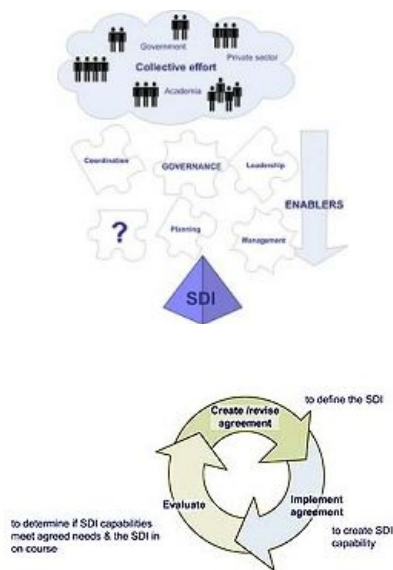 Government
Private sector
Collective effort
Academia
Coordination
GOVERNANCE
Leadership
ENABLERS
?
Planning
Management
SDI
Create /revise
agreement
to define the SDI
Evaluate
Implement
agreement
to determine if SDI capabilities
meet agreed needs & the SDI in
on course
to create SDI
capability